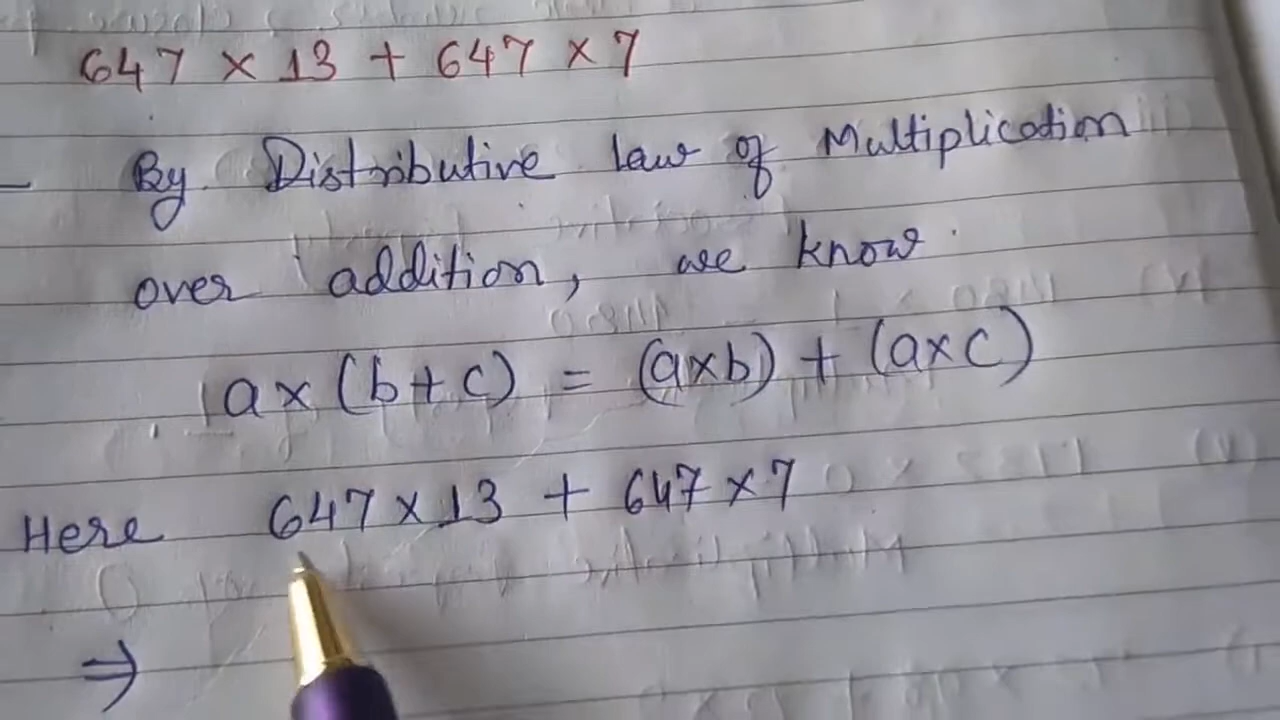 647 × 13 + 647 × 7
By Distributive law of Multiplication
over addition, we know
a × (b + c) = (a×b) + (a×c)
Here 647 × 13 + 647 × 7
⇒